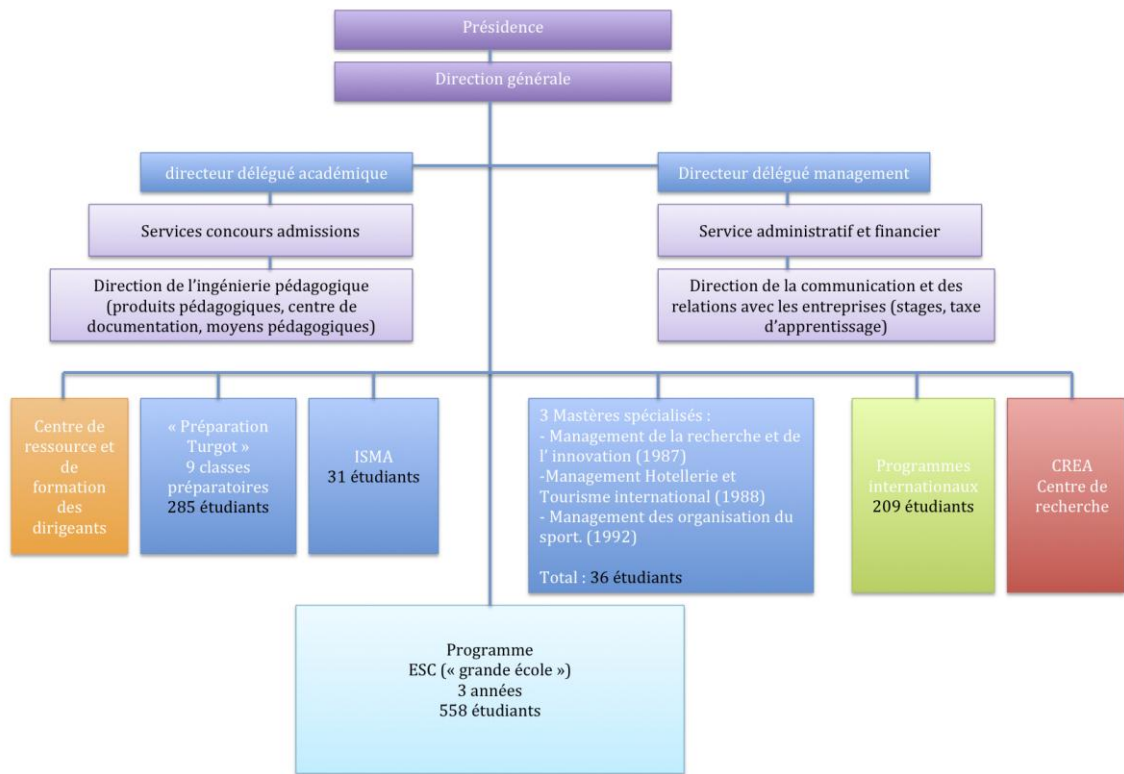 Présidence
Direction générale
directeur délégué académique
Directeur délégué management
Services concours admissions
Service administratif et financier
Direction de l'ingénierie pédagogique
(produits pédagogiques, centre de
documentation, moyens pédagogiques)
Direction de la communication et des
relations avec les entreprises (stages, taxe
d'apprentissage)
Centre de
ressource et de
formation
des
dirigeants
« Préparation
Turgot »
9 classes
préparatoires
285 étudiants
ISMA
31 étudiants
3 Mastères spécialisés :
- Management de la recherche et de
l' innovation (1987)
-Management Hotellerie et
Tourisme international (1988)
- Management des organisation du
sport. (1992)
Total : 36 étudiants
Programmes
internationaux
209 étudiants
CREA
Centre de
recherche
Programme
ESC (« grande école »)
3 années
558 étudiants